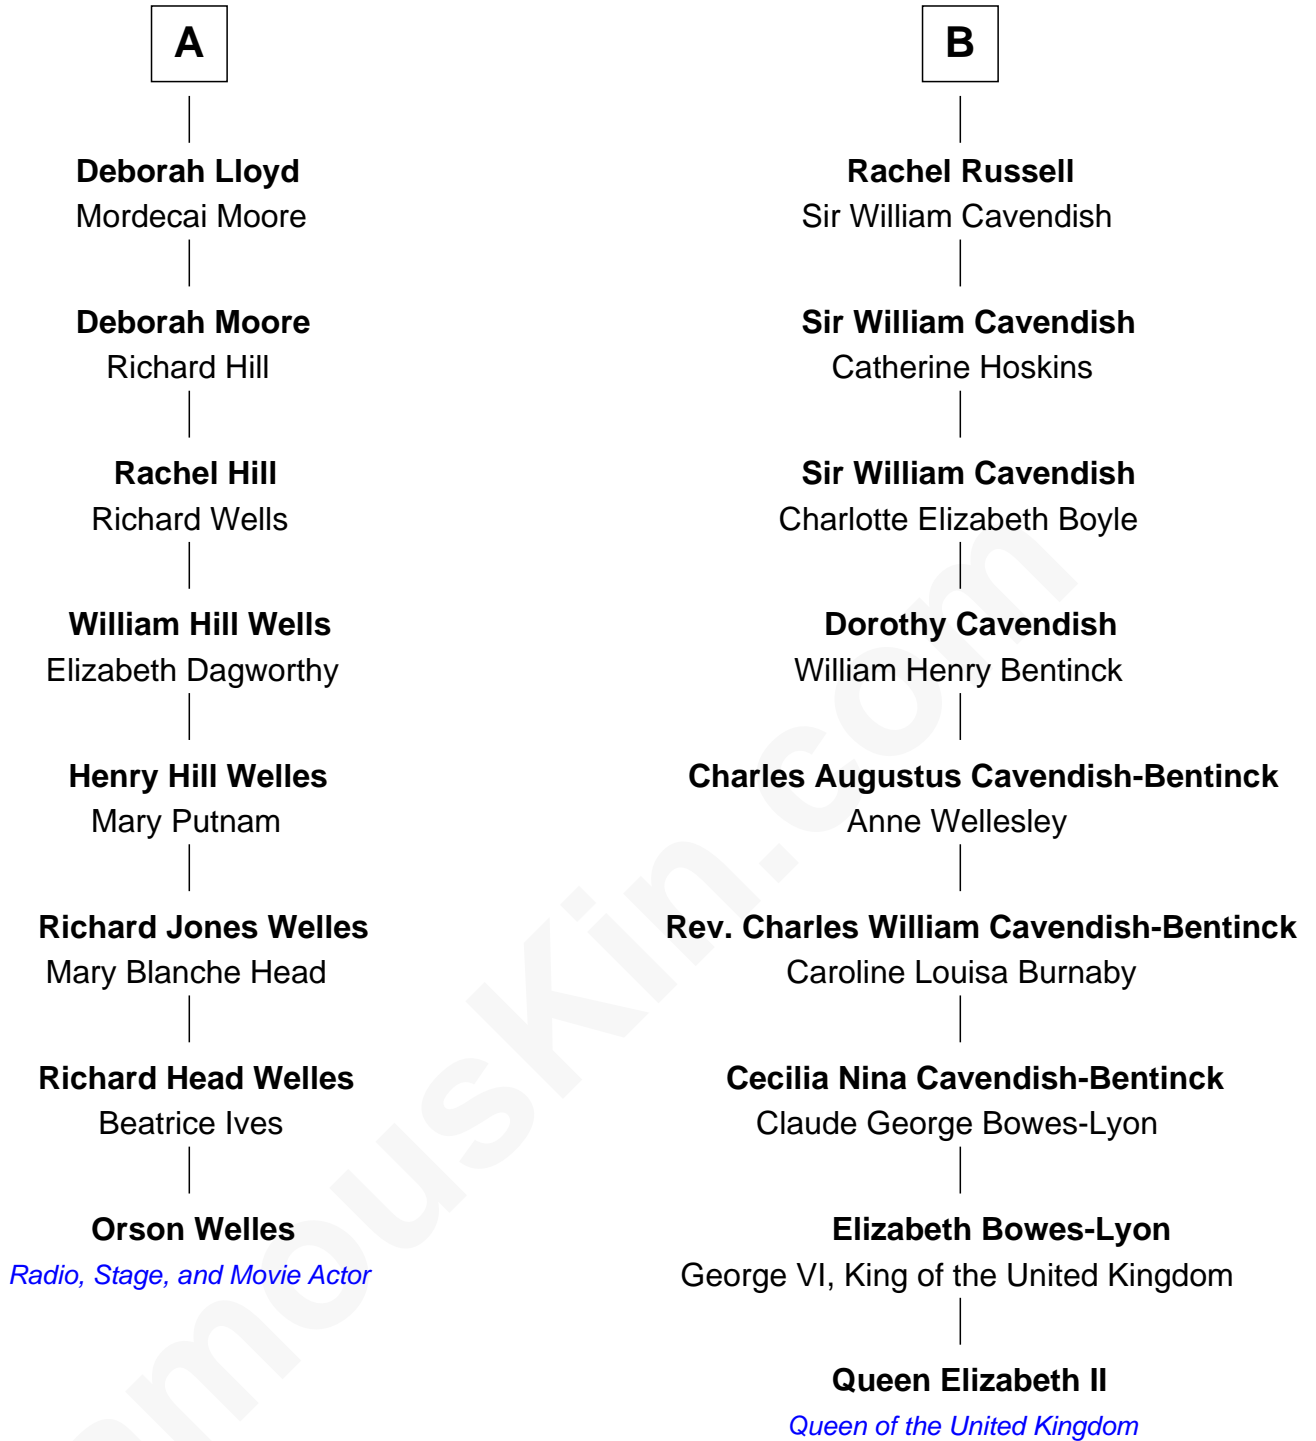 A
Deborah Lloyd
Mordecai Moore
Deborah Moore
Richard Hill
Rachel Hill
Richard Wells
William Hill Wells
Elizabeth Dagworthy
Henry Hill Welles
Mary Putnam
Richard Jones Welles
Mary Blanche Head
Richard Head Welles
Beatrice Ives
Orson Welles
Radio, Stage, and Movie Actor
B
Rachel Russell
Sir William Cavendish
Sir William Cavendish
Catherine Hoskins
Sir William Cavendish
Charlotte Elizabeth Boyle
Dorothy Cavendish
William Henry Bentinck
Charles Augustus Cavendish-Bentinck
Anne Wellesley
Rev. Charles William Cavendish-Bentinck
Caroline Louisa Burnaby
Cecilia Nina Cavendish-Bentinck
Claude George Bowes-Lyon
Elizabeth Bowes-Lyon
George VI, King of the United Kingdom
Queen Elizabeth II
Queen of the United Kingdom
amousKin.com